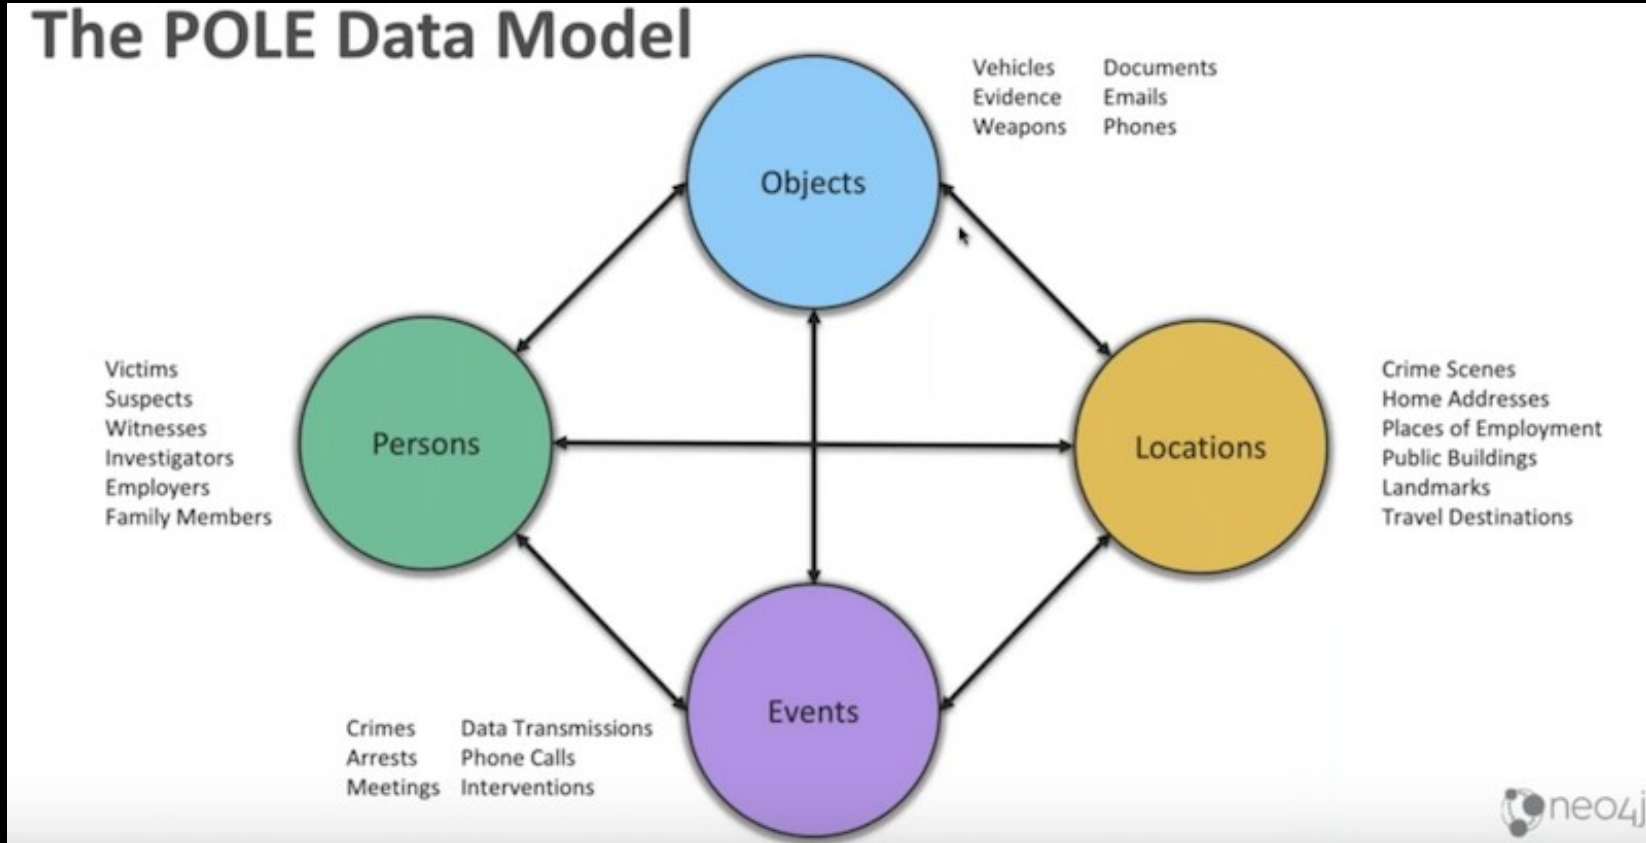 The POLE Data Model
Vehicles Documents
Evidence Emails
Weapons Phones
Objects
Victims
Suspects
Witnesses
Investigators
Employers
Family Members
Persons
Locations
Crime Scenes
Home Addresses
Places of Employment
Public Buildings
Landmarks
Travel Destinations
Events
Crimes Data Transmissions
Arrests Phone Calls
Meetings Interventions
neo4j